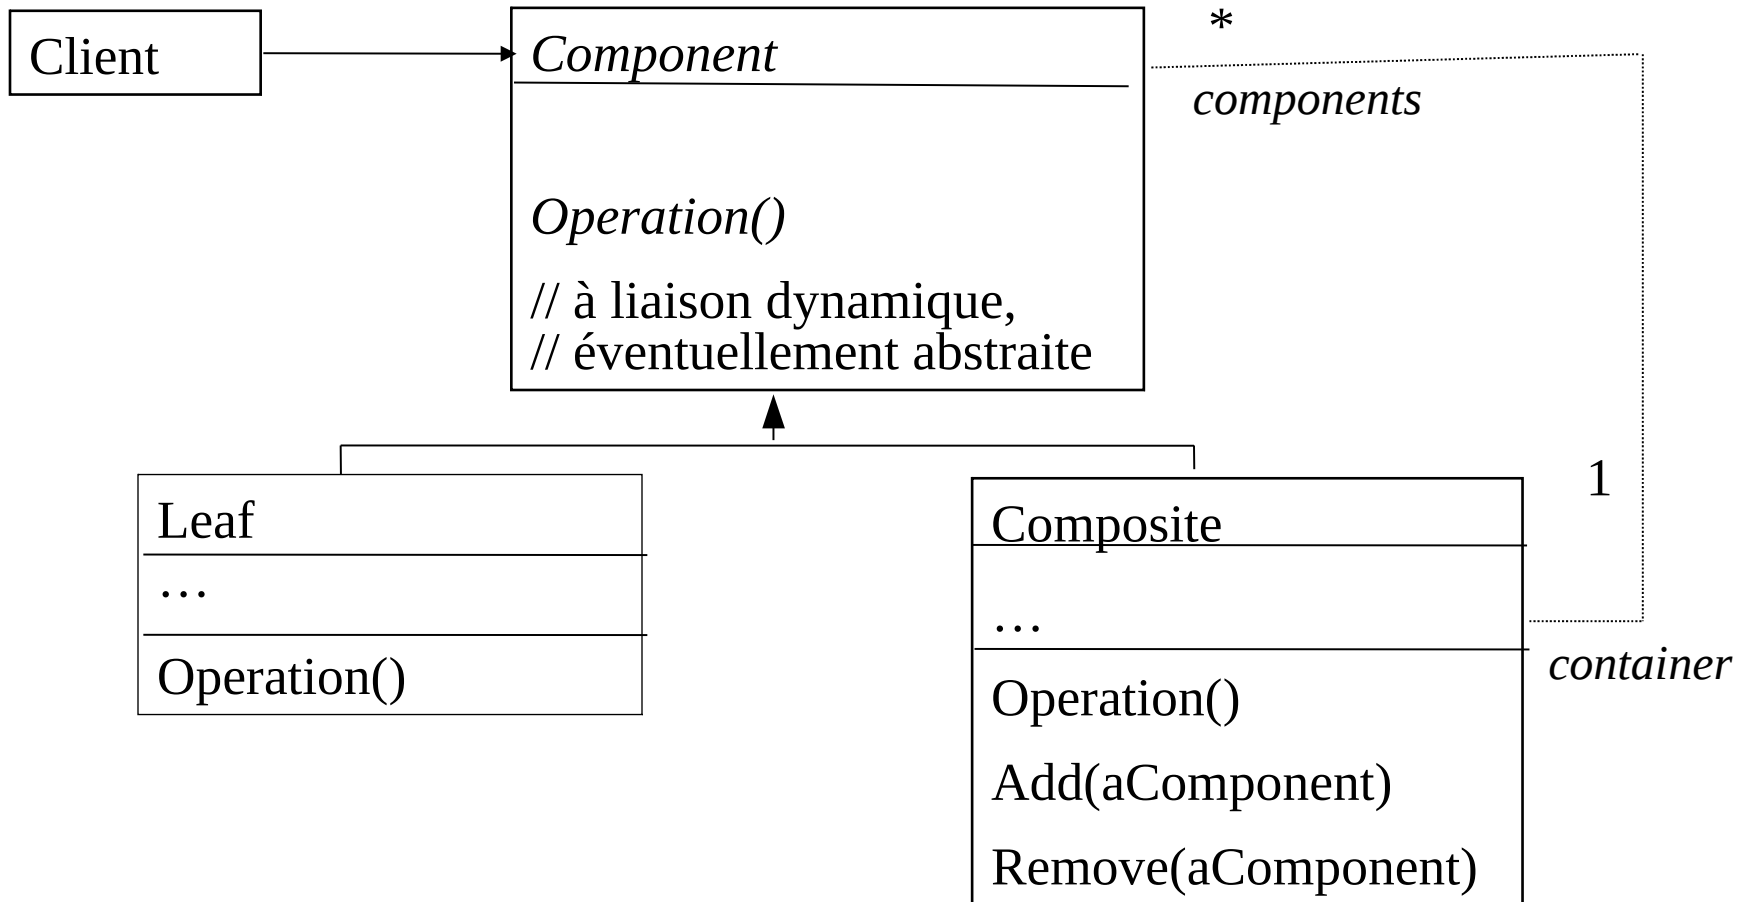 Client
Component
*
components
Operation()
// à liaison dynamique,
// éventuellement abstraite
Leaf
…
Operation()
Composite
…
Operation()
Add(aComponent)
Remove(aComponent)
1
container